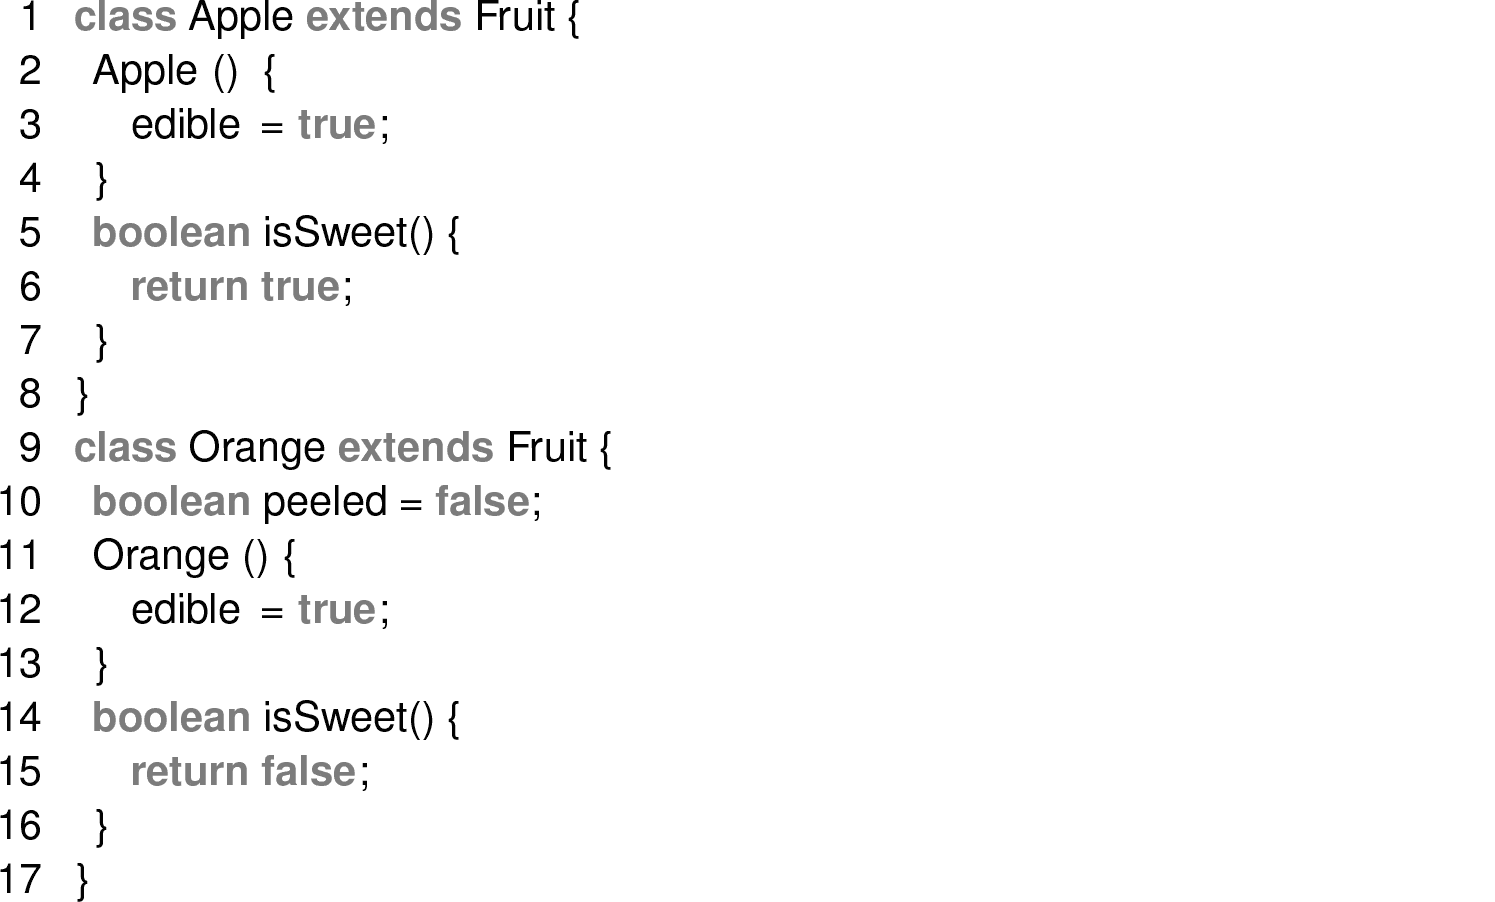 1 class Apple extends Fruit {
2 Apple () {
3 edible = true;
4 }
5 boolean isSweet() {
6 return true;
7 }
8 }
9 class Orange extends Fruit {
10 boolean peeled = false;
11 Orange () {
12 edible = true;
13 }
14 boolean isSweet() {
15 return false;
16 }
17 }